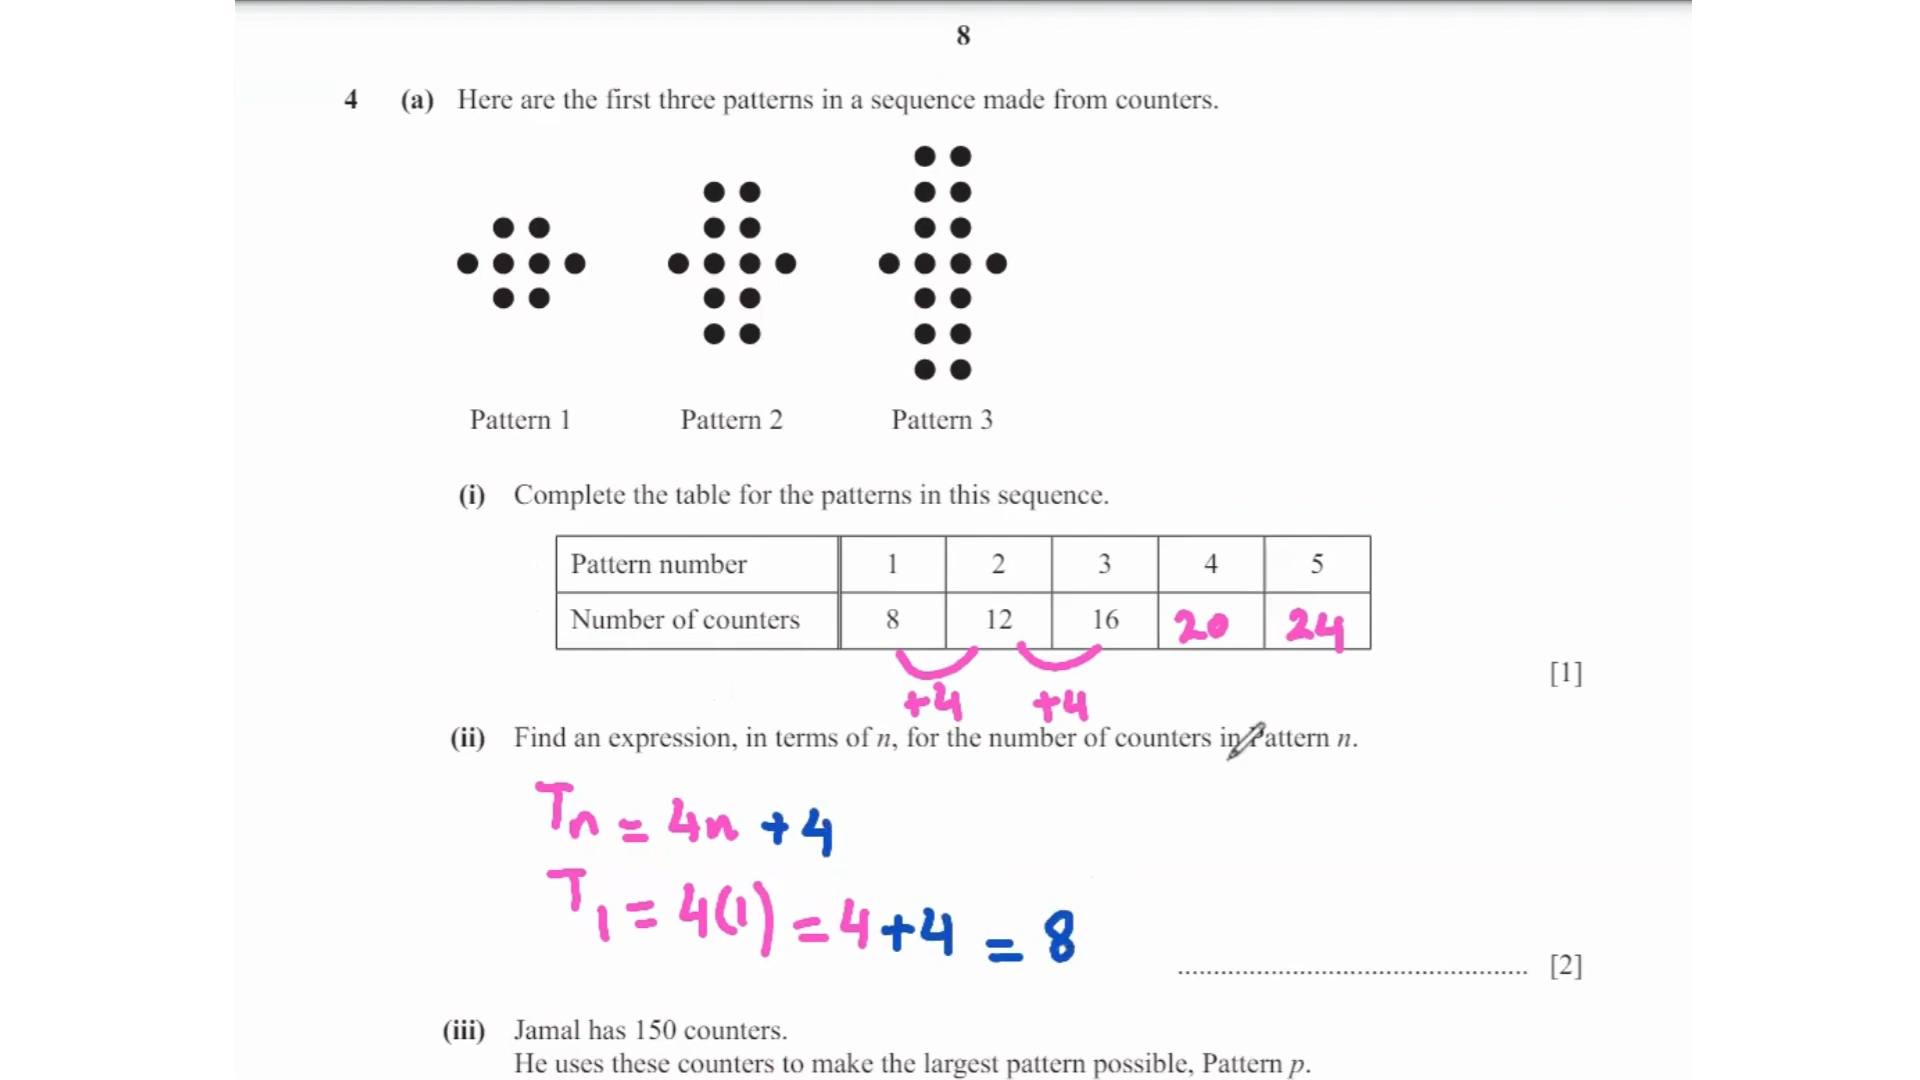 8
4 (a) Here are the first three patterns in a sequence made from counters.
Pattern 1 Pattern 2 Pattern 3
(i) Complete the table for the patterns in this sequence.
Pattern number 1 2 3 4 5
Number of counters 8 12 16 20 24
[1]
+4 +4
(ii) Find an expression, in terms of n, for the number of counters in Pattern n.
Tn = 4n + 4
T1 = 4(1) = 4 + 4 = 8
.................................................. [2]
(iii) Jamal has 150 counters.
He uses these counters to make the largest pattern possible, Pattern p.